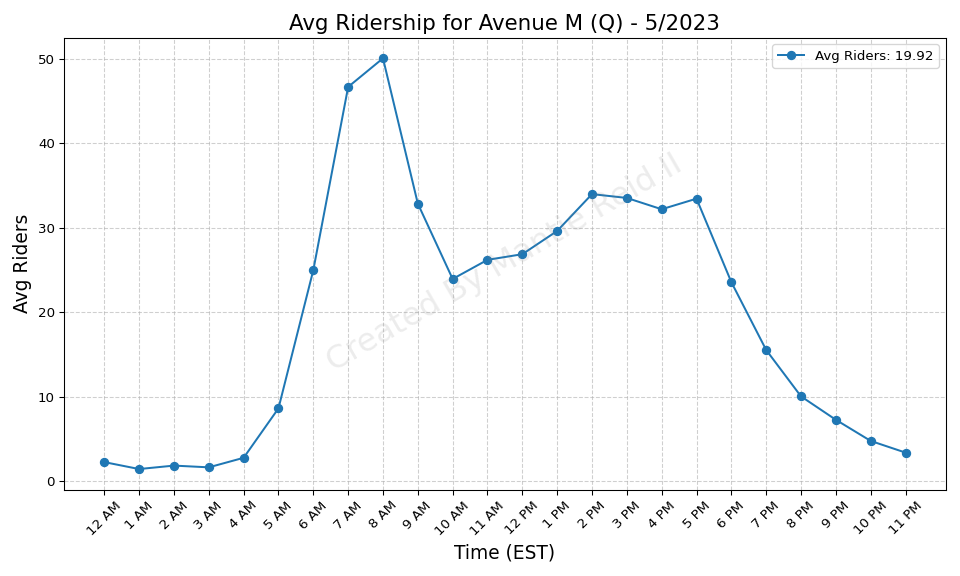 Avg Ridership for Avenue M (Q) - 5/2023
Avg Riders: 19.92
Avg Riders
50
40
30
20
10
0
Created By Mantie Reid II
12 AM
1 AM
2 AM
3 AM
4 AM
5 AM
6 AM
7 AM
8 AM
9 AM
10 AM
11 AM
12 PM
1 PM
2 PM
3 PM
4 PM
5 PM
6 PM
7 PM
8 PM
9 PM
10 PM
11 PM
Time (EST)